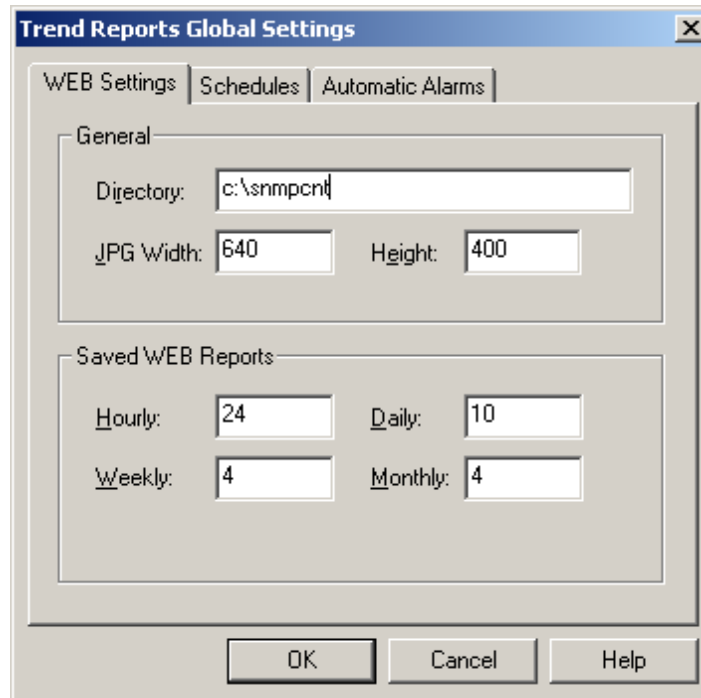 Trend Reports Global Settings
WEB Settings Schedules Automatic Alarms
General
Directory: c:\snmpcnt
JPG Width: 640 Height: 400
Saved WEB Reports
Hourly: 24 Daily: 10
Weekly: 4 Monthly: 4
OK Cancel Help